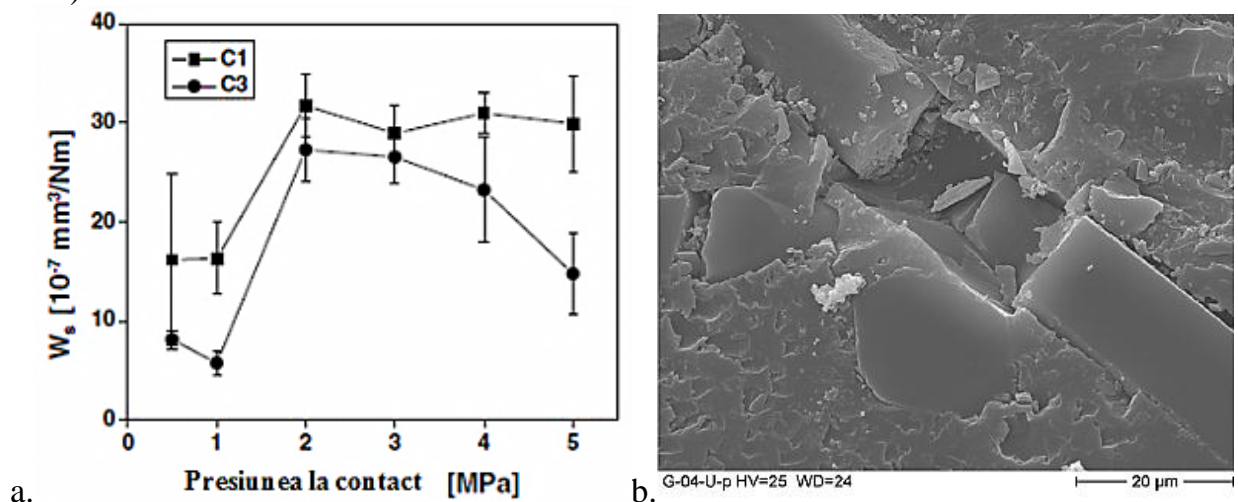 40
30
20
10
0
C1
C3
Wₛ [10⁻⁷ mm³/Nm]
0 1 2 3 4 5
Presiunea la contact [MPa]
a.
b.
G-04-U-p HV=25 WD=24
20 µm